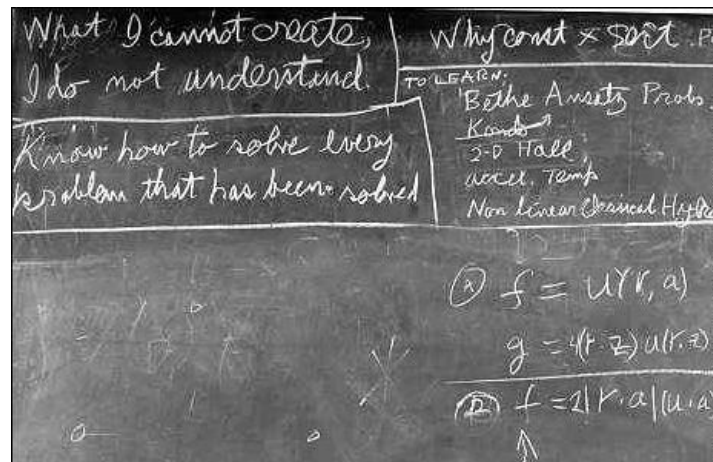 What I cannot create,
I do not understand.
Know how to solve every
problem that has been solved
Why const × sort . P
TO LEARN:
Bethe Ansatz Probs.
Kondo
2-D Hall
accel. Temp
Non Linear Classical Hydro
f = U(r, a)
g = 4(r·z) u(r·z)
f = 2|r·a|(u·a)